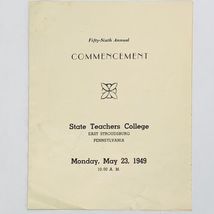 Fifty-Sixth Annual
COMMENCEMENT
State Teachers College
EAST STROUDSBURG
PENNSYLVANIA
Monday, May 23, 1949
10:00 A. M.